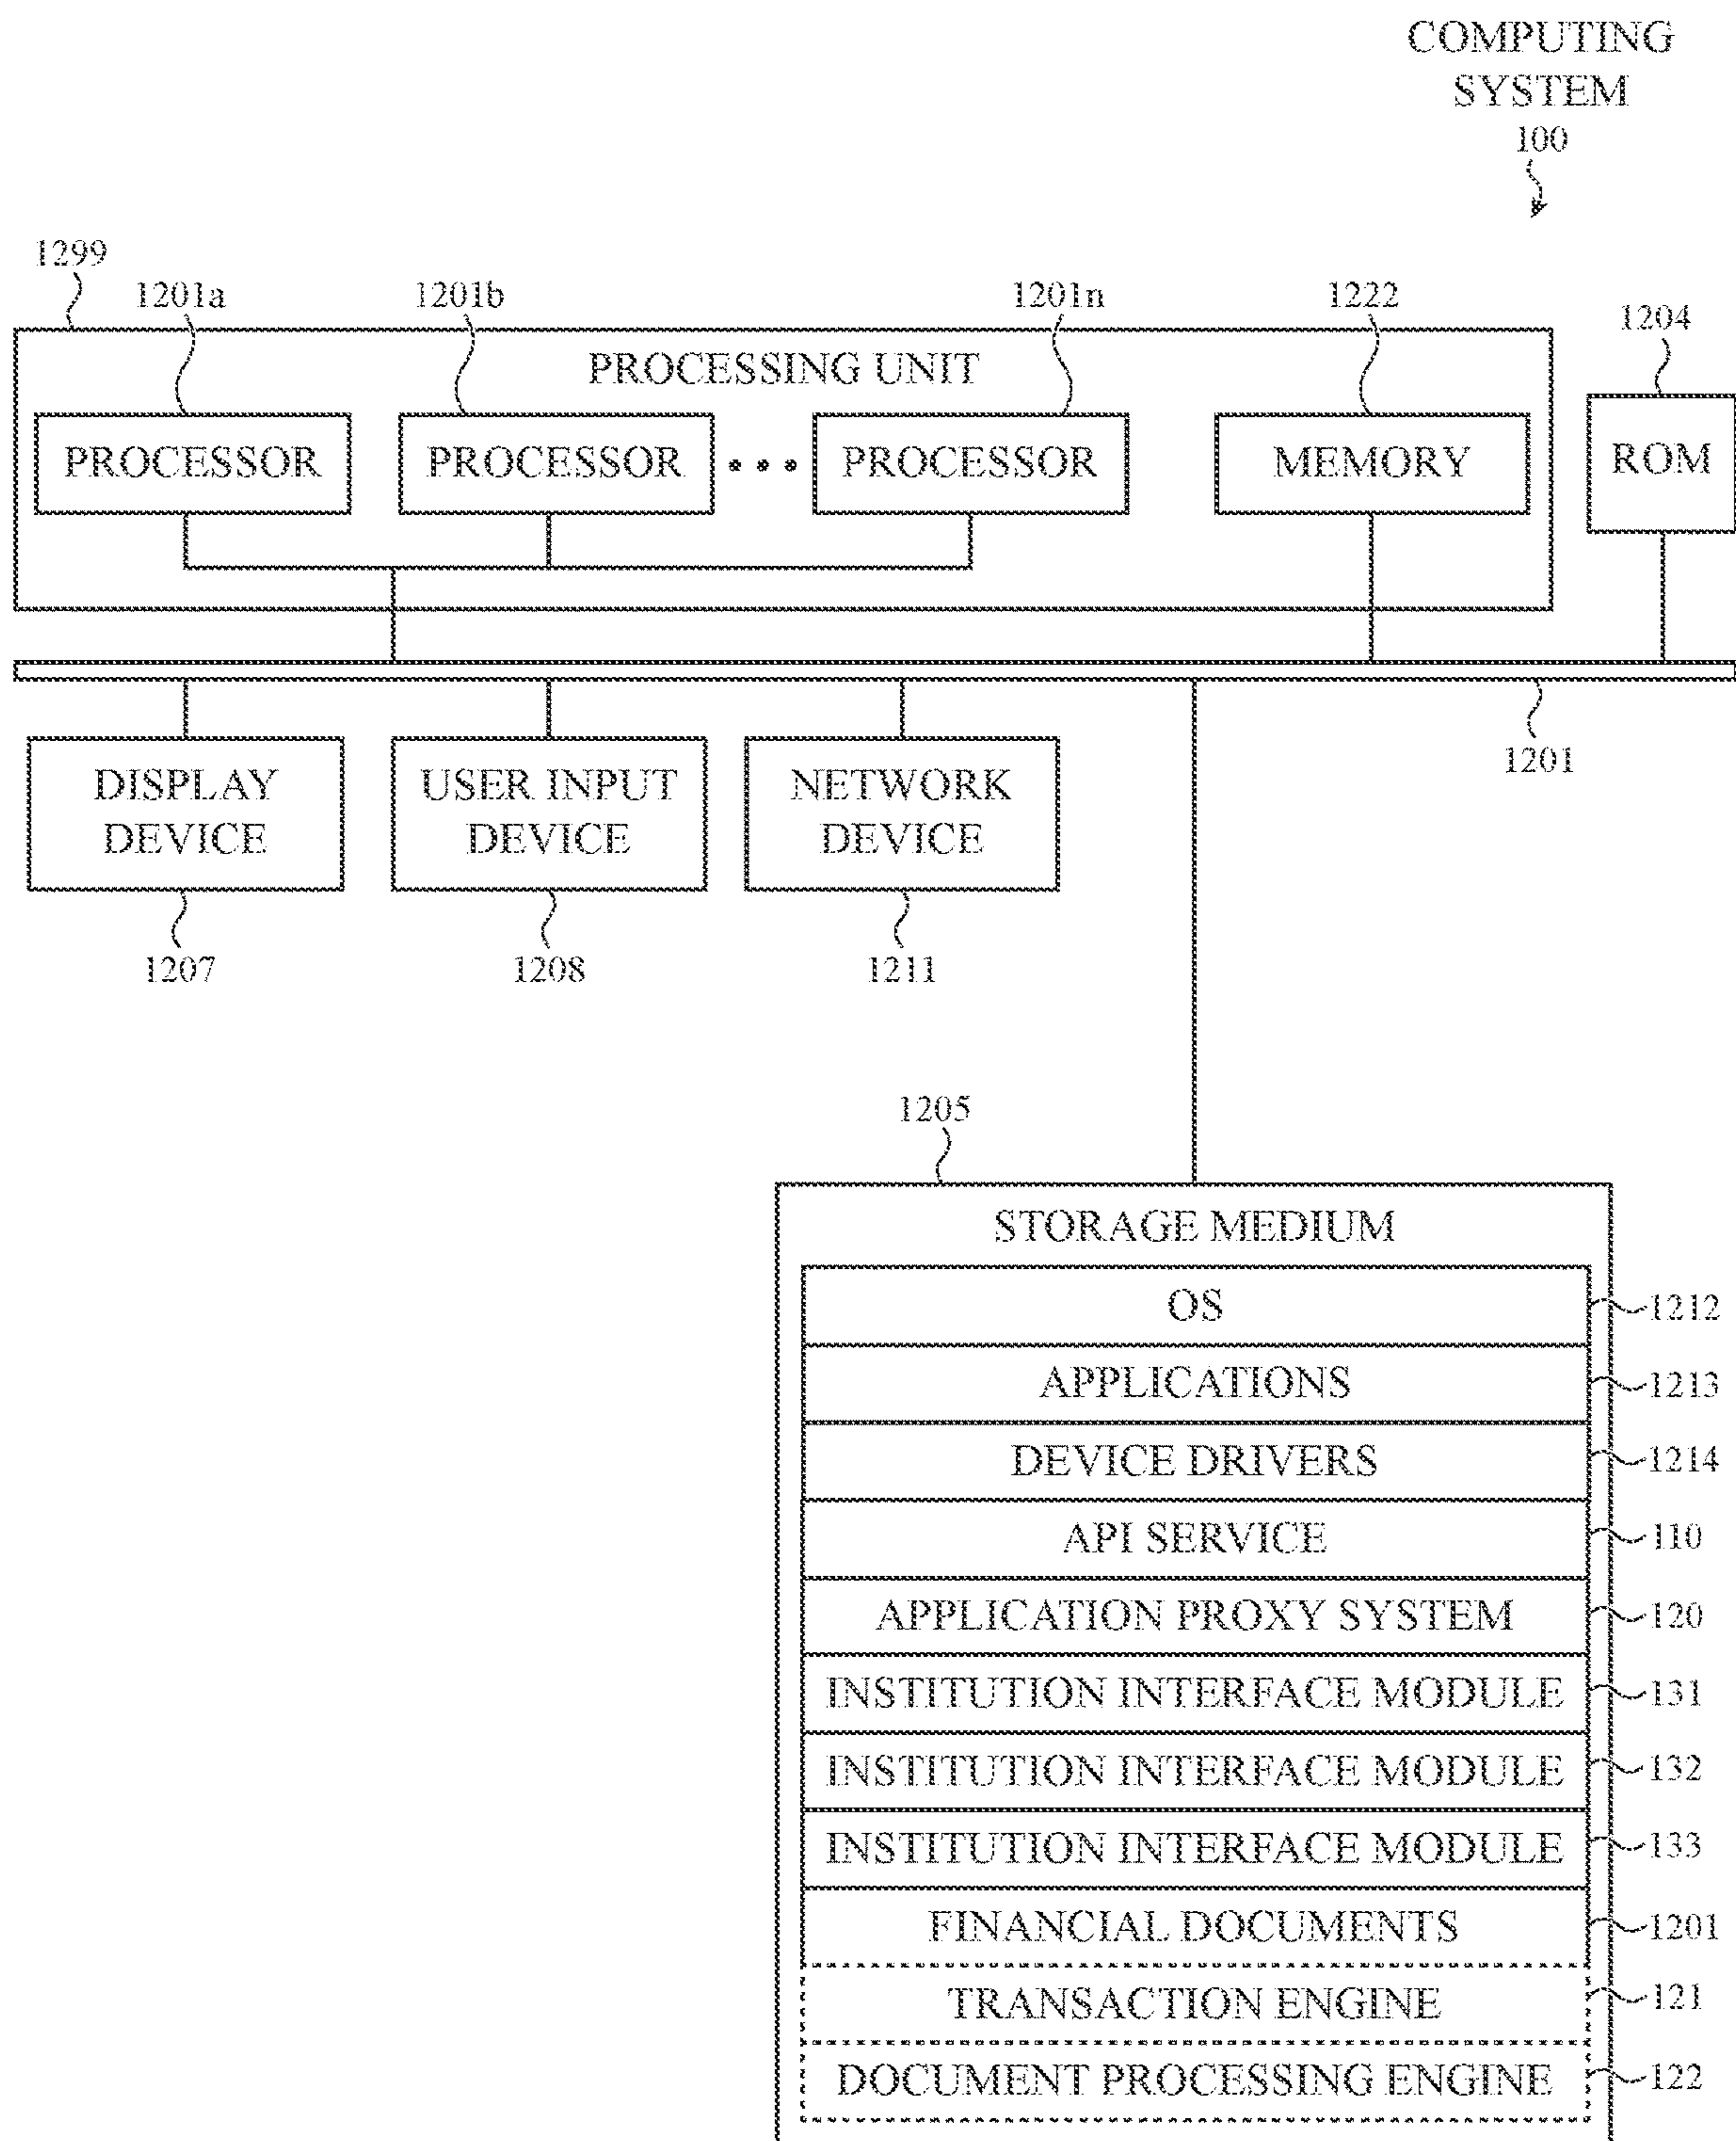 COMPUTING
SYSTEM
100
1299
1201a
1201b
1201n
1222
1204
PROCESSING UNIT
PROCESSOR
PROCESSOR
PROCESSOR
MEMORY
ROM
1201
DISPLAY
DEVICE
USER INPUT
DEVICE
NETWORK
DEVICE
1207
1208
1211
1205
STORAGE MEDIUM
OS
1212
APPLICATIONS
1213
DEVICE DRIVERS
1214
API SERVICE
110
APPLICATION PROXY SYSTEM
120
INSTITUTION INTERFACE MODULE
131
INSTITUTION INTERFACE MODULE
132
INSTITUTION INTERFACE MODULE
133
FINANCIAL DOCUMENTS
1201
TRANSACTION ENGINE
121
DOCUMENT PROCESSING ENGINE
122